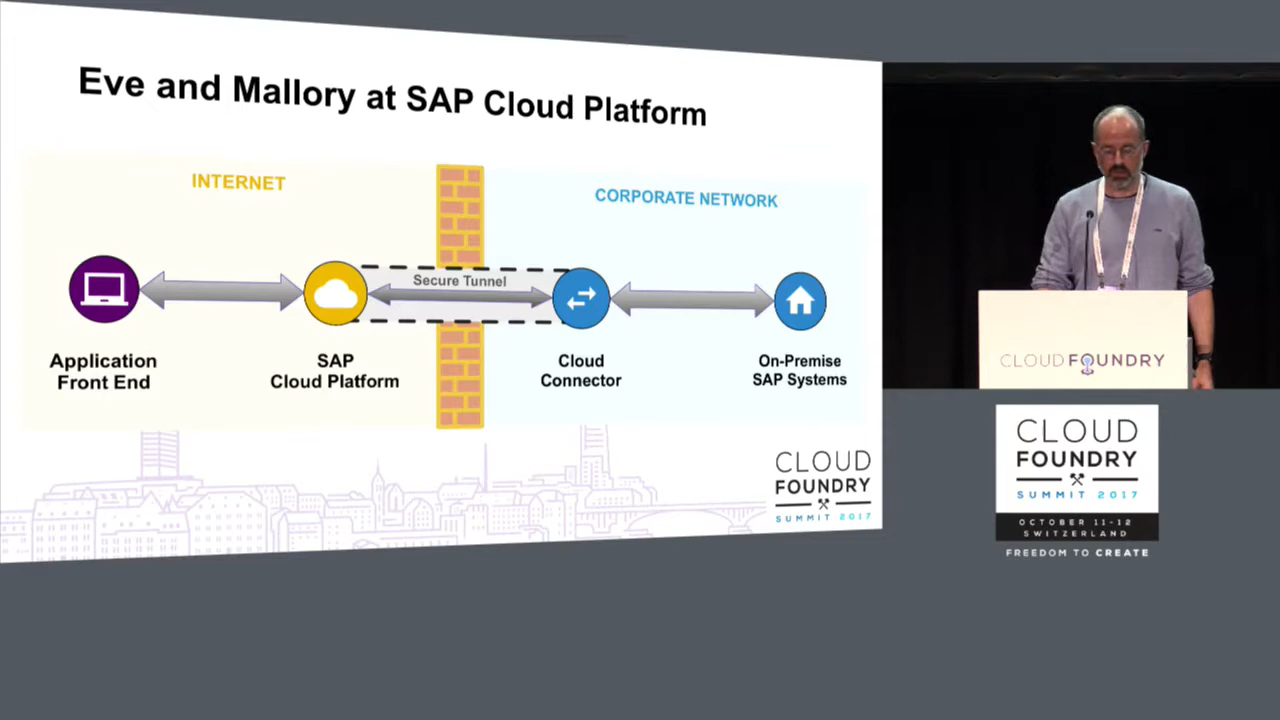 Eve and Mallory at SAP Cloud Platform
INTERNET
CORPORATE NETWORK
Secure Tunnel
Application
Front End
SAP
Cloud Platform
Cloud
Connector
On-Premise
SAP Systems
CLOUD
FOUNDRY
SUMMIT 2017
CLOUD FOUNDRY
CLOUD
FOUNDRY
SUMMIT 2017
OCTOBER 11-12
SWITZERLAND
FREEDOM TO CREATE